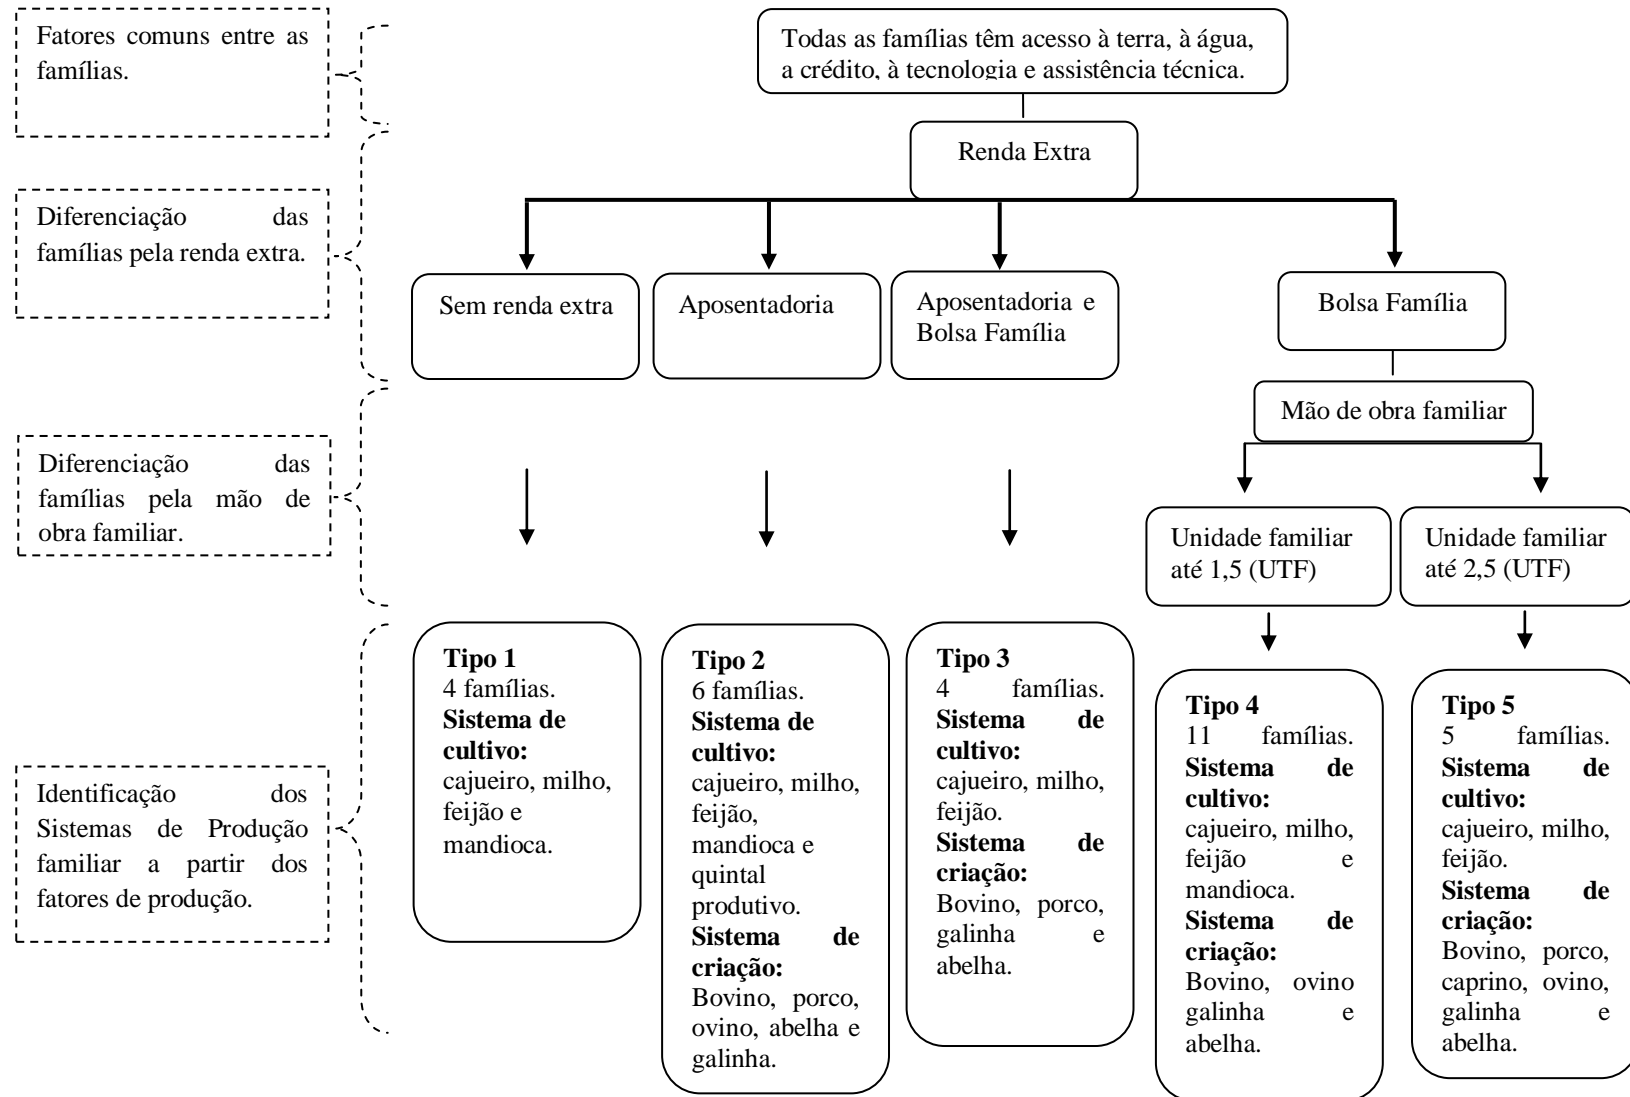 Fatores comuns entre as
famílias.
Todas as famílias têm acesso à terra, à água,
a crédito, à tecnologia e assistência técnica.
Renda Extra
Diferenciação das
famílias pela renda extra.
Sem renda extra
Aposentadoria
Aposentadoria e
Bolsa Família
Bolsa Família
Mão de obra familiar
Diferenciação das
famílias pela mão de
obra familiar.
Unidade familiar
até 1,5 (UTF)
Unidade familiar
até 2,5 (UTF)
Identificação dos
Sistemas de Produção
familiar a partir dos
fatores de produção.
Tipo 1
4 famílias.
Sistema de
cultivo:
cajueiro, milho,
feijão e
mandioca.
Tipo 2
6 famílias.
Sistema de
cultivo:
cajueiro, milho,
feijão,
mandioca e
quintal
produtivo.
Sistema de
criação:
Bovino, porco,
ovino, abelha e
galinha.
Tipo 3
4 famílias.
Sistema de
cultivo:
cajueiro, milho,
feijão.
Sistema de
criação:
Bovino, porco,
galinha e
abelha.
Tipo 4
11 famílias.
Sistema de
cultivo:
cajueiro, milho,
feijão e
mandioca.
Sistema de
criação:
Bovino, ovino
galinha e
abelha.
Tipo 5
5 famílias.
Sistema de
cultivo:
cajueiro, milho,
feijão.
Sistema de
criação:
Bovino, porco,
caprino, ovino,
galinha e
abelha.